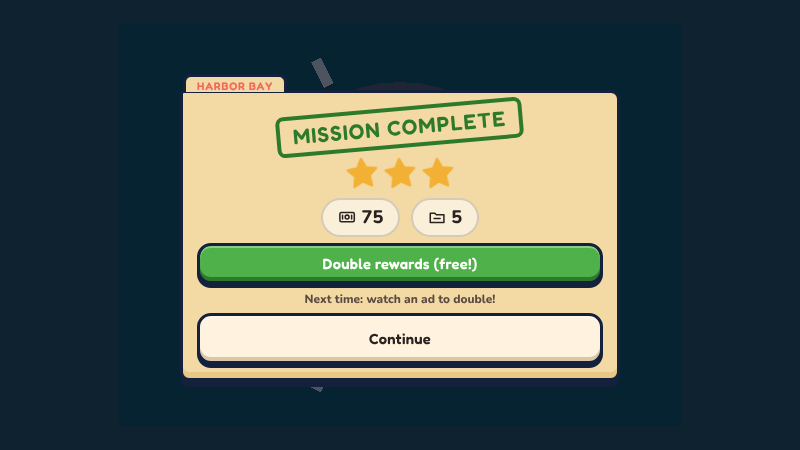 HARBOR BAY
MISSION COMPLETE
75
5
Double rewards (free!)
Next time: watch an ad to double!
Continue